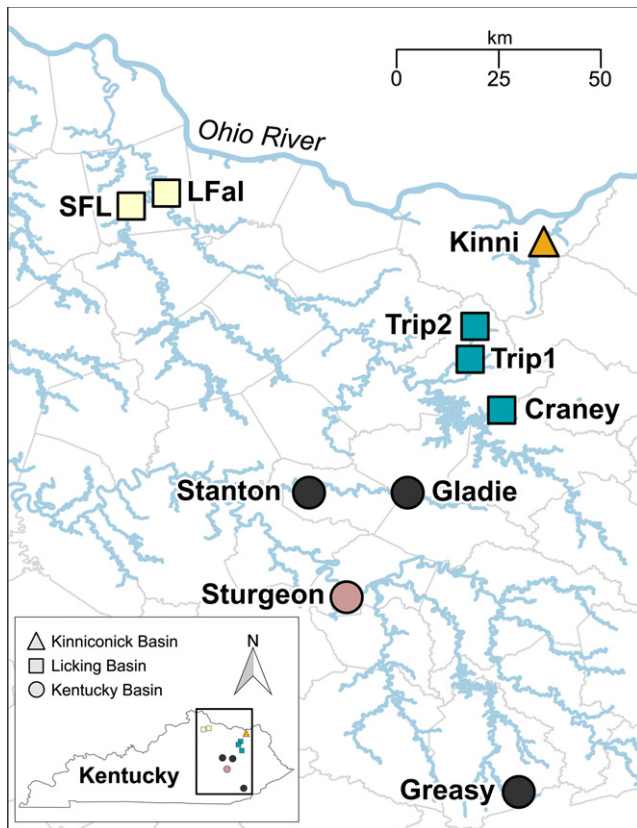 km
0 25 50
Ohio River
SFL
LFal
Kinni
Trip2
Trip1
Craney
Stanton
Gladie
Sturgeon
Kinniconick Basin
Licking Basin
Kentucky Basin
N
Kentucky
Greasy